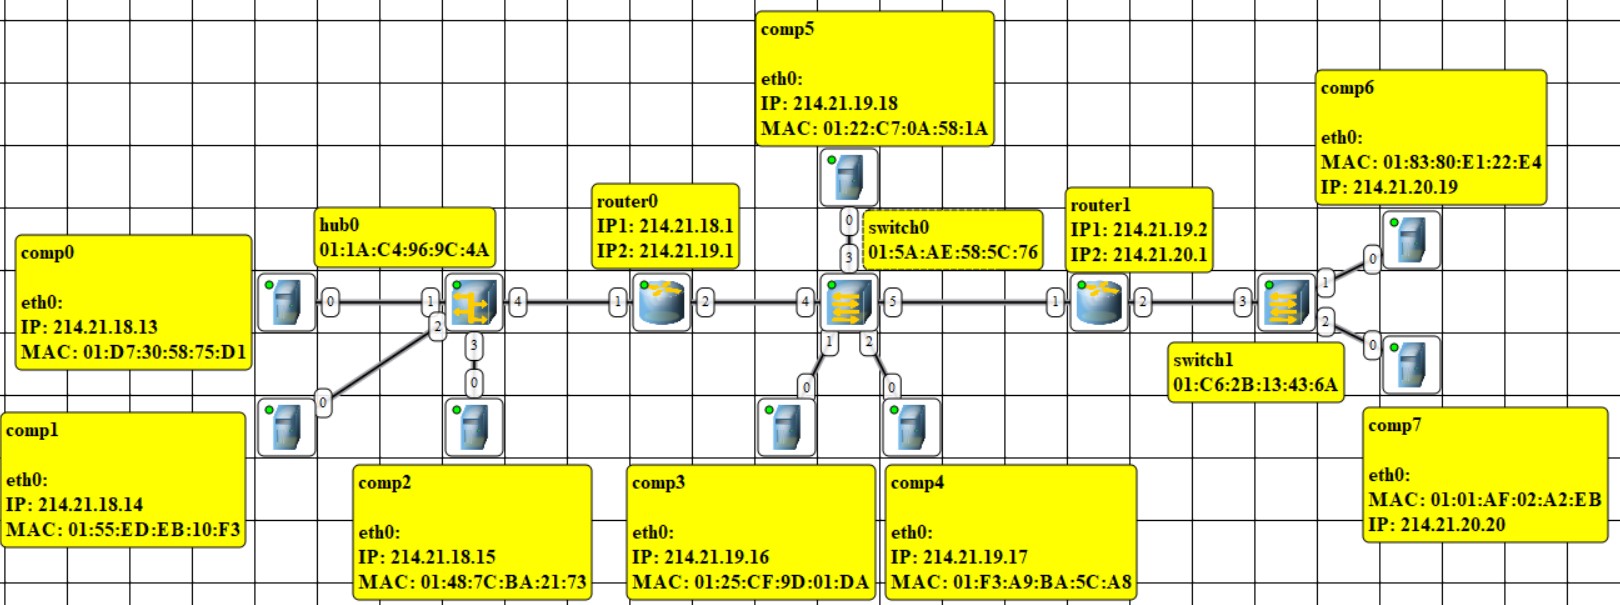 comp5
eth0:
IP: 214.21.19.18
MAC: 01:22:C7:0A:58:1A
comp6
eth0:
MAC: 01:83:80:E1:22:E4
IP: 214.21.20.19
router0
IP1: 214.21.18.1
IP2: 214.21.19.1
router1
IP1: 214.21.19.2
IP2: 214.21.20.1
hub0
01:1A:C4:96:9C:4A
switch0
01:5A:AE:58:5C:76
comp0
eth0:
IP: 214.21.18.13
MAC: 01:D7:30:58:75:D1
0
3
0
0 1 4 1 2 4 5 1 2 3
1
2
2
3
1 2
0
0 0
0
0
switch1
01:C6:2B:13:43:6A
comp1
eth0:
IP: 214.21.18.14
MAC: 01:55:ED:EB:10:F3
comp2
eth0:
IP: 214.21.18.15
MAC: 01:48:7C:BA:21:73
comp3
eth0:
IP: 214.21.19.16
MAC: 01:25:CF:9D:01:DA
comp4
eth0:
IP: 214.21.19.17
MAC: 01:F3:A9:BA:5C:A8
comp7
eth0:
MAC: 01:01:AF:02:A2:EB
IP: 214.21.20.20